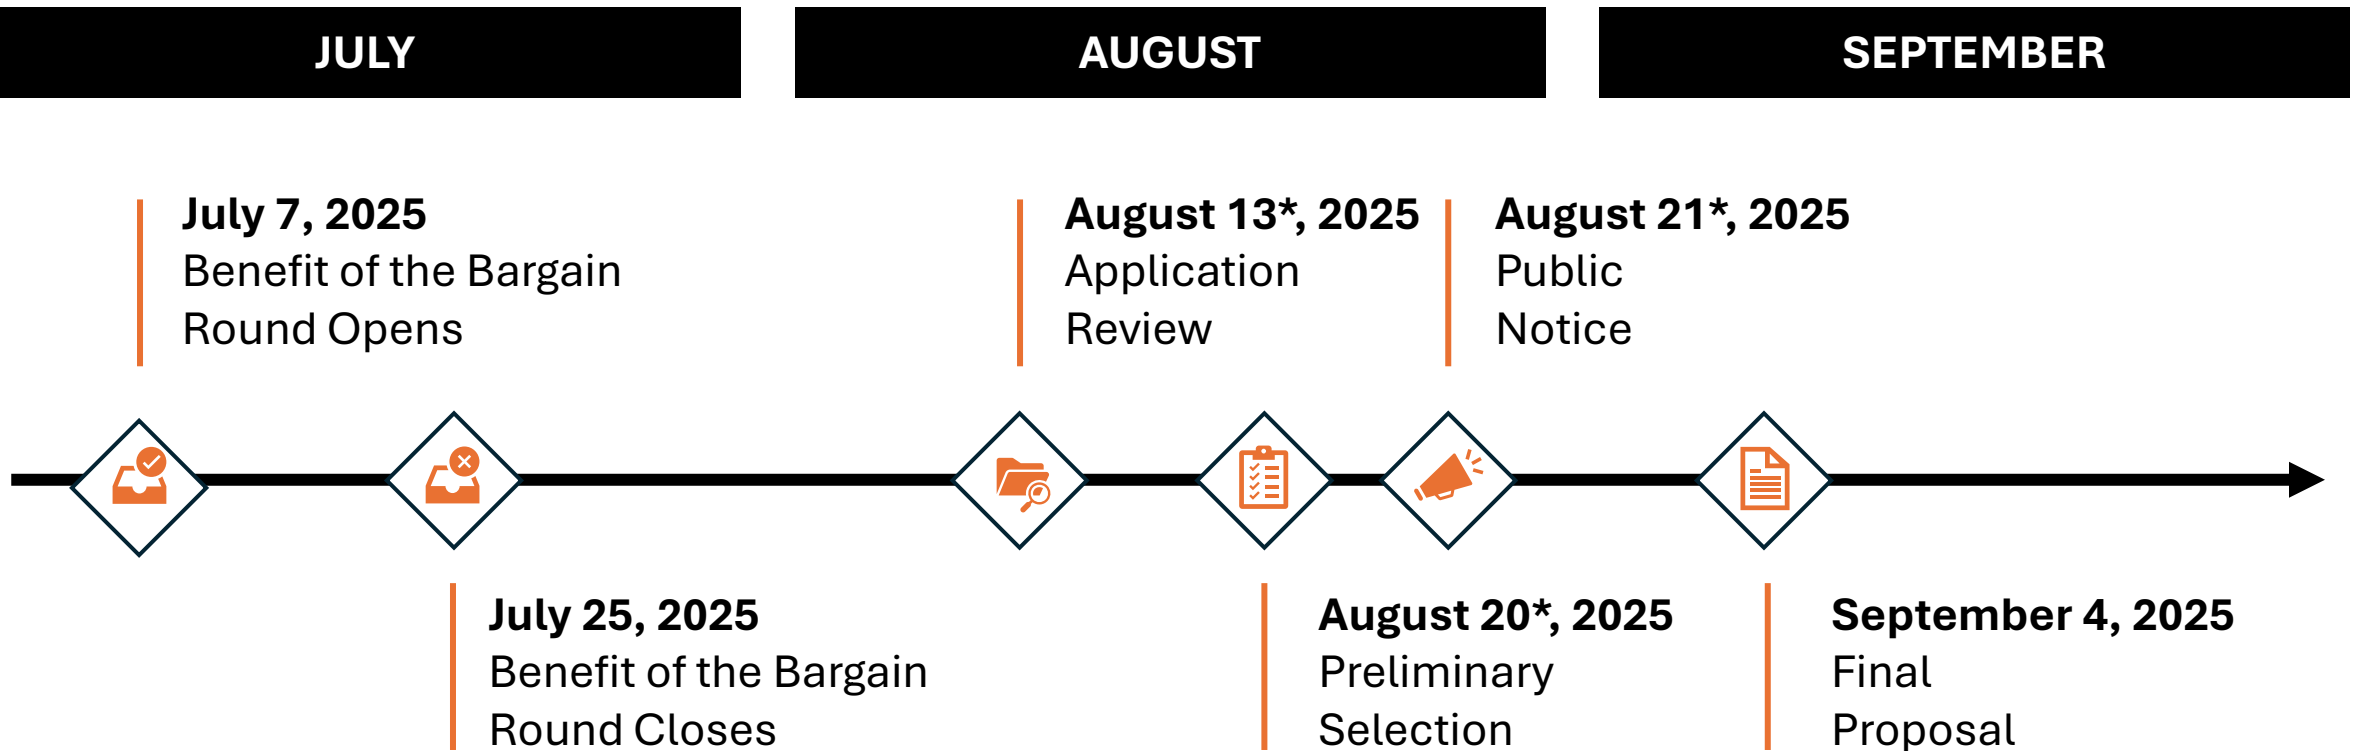 JULY
AUGUST
SEPTEMBER
July 7, 2025
Benefit of the Bargain
Round Opens
August 13*, 2025
Application
Review
August 21*, 2025
Public
Notice
July 25, 2025
Benefit of the Bargain
Round Closes
August 20*, 2025
Preliminary
Selection
September 4, 2025
Final
Proposal